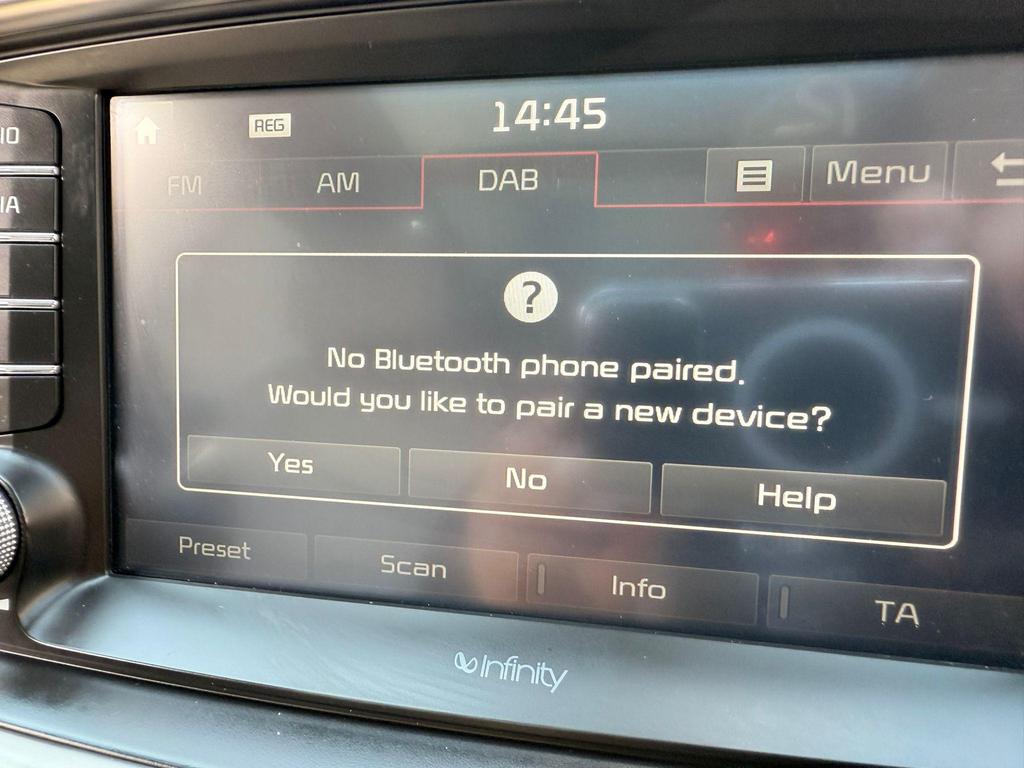 REG
14:45
FM
AM
DAB
Menu
?
No Bluetooth phone paired.
Would you like to pair a new device?
Yes
No
Help
Preset
Scan
Info
TA
Infinity